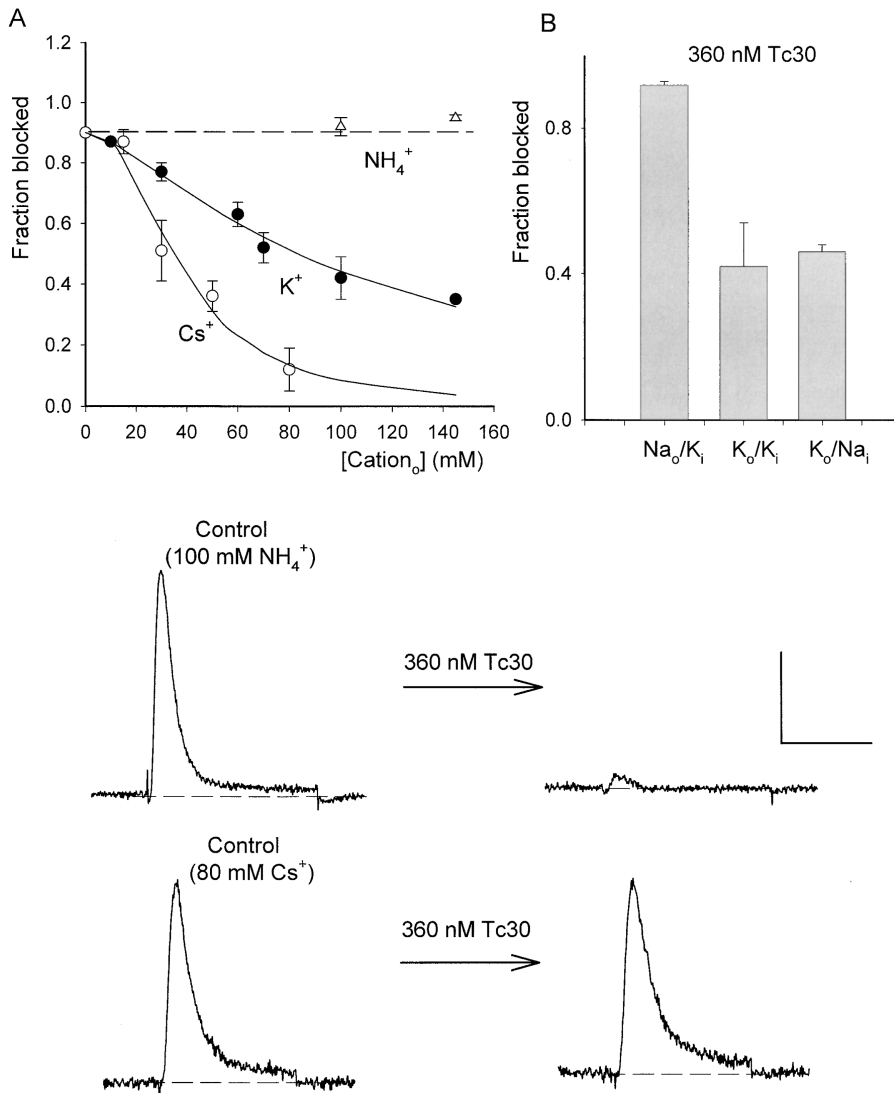 A
Fraction blocked
1.2
1.0
0.8
0.6
0.4
0.2
0.0
NH₄⁺
K⁺
Cs⁺
0 20 40 60 80 100 120 140 160
[Cationₒ] (mM)
B
360 nM Tc30
Fraction blocked
0.8
0.4
0.0
Naₒ/Kᵢ Kₒ/Kᵢ Kₒ/Naᵢ
Control
(100 mM NH₄⁺)
360 nM Tc30
Control
(80 mM Cs⁺)
360 nM Tc30